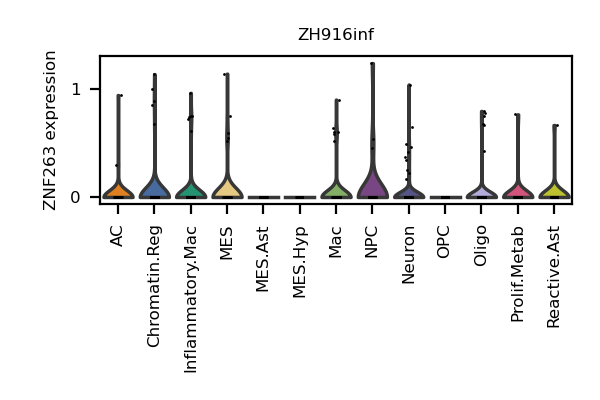 ZH916inf
ZNF263 expression
1
0
AC
Chromatin.Reg
Inflammatory.Mac
MES
MES.Ast
MES.Hyp
Mac
NPC
Neuron
OPC
Oligo
Prolif.Metab
Reactive.Ast